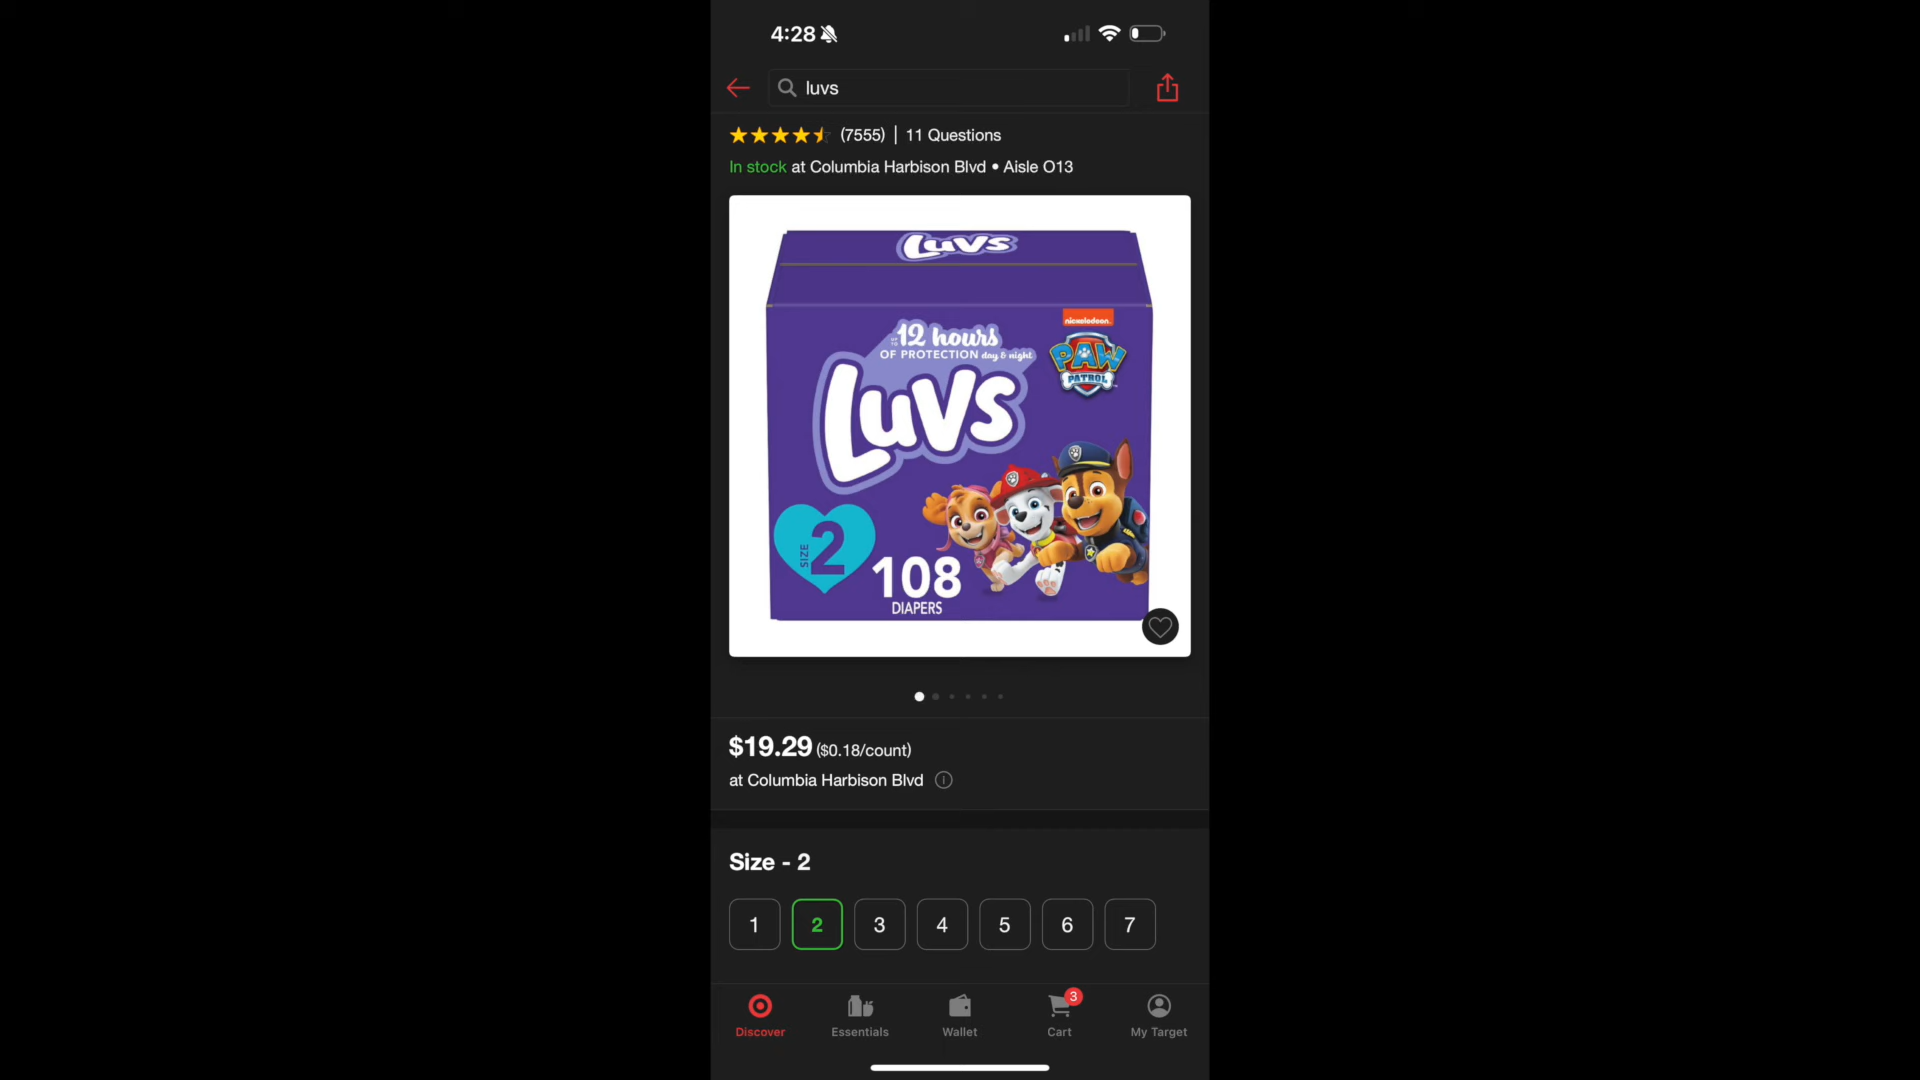 4:28
luvs
(7555) | 11 Questions
In stock at Columbia Harbison Blvd • Aisle O13
Luvs
UP TO 12 hours
OF PROTECTION day & night
nickelodeon
PAW
PATROL
Luvs
SIZE 2
108
DIAPERS
$19.29 ($0.18/count)
at Columbia Harbison Blvd
Size - 2
1 2 3 4 5 6 7
3
Discover Essentials Wallet Cart My Target